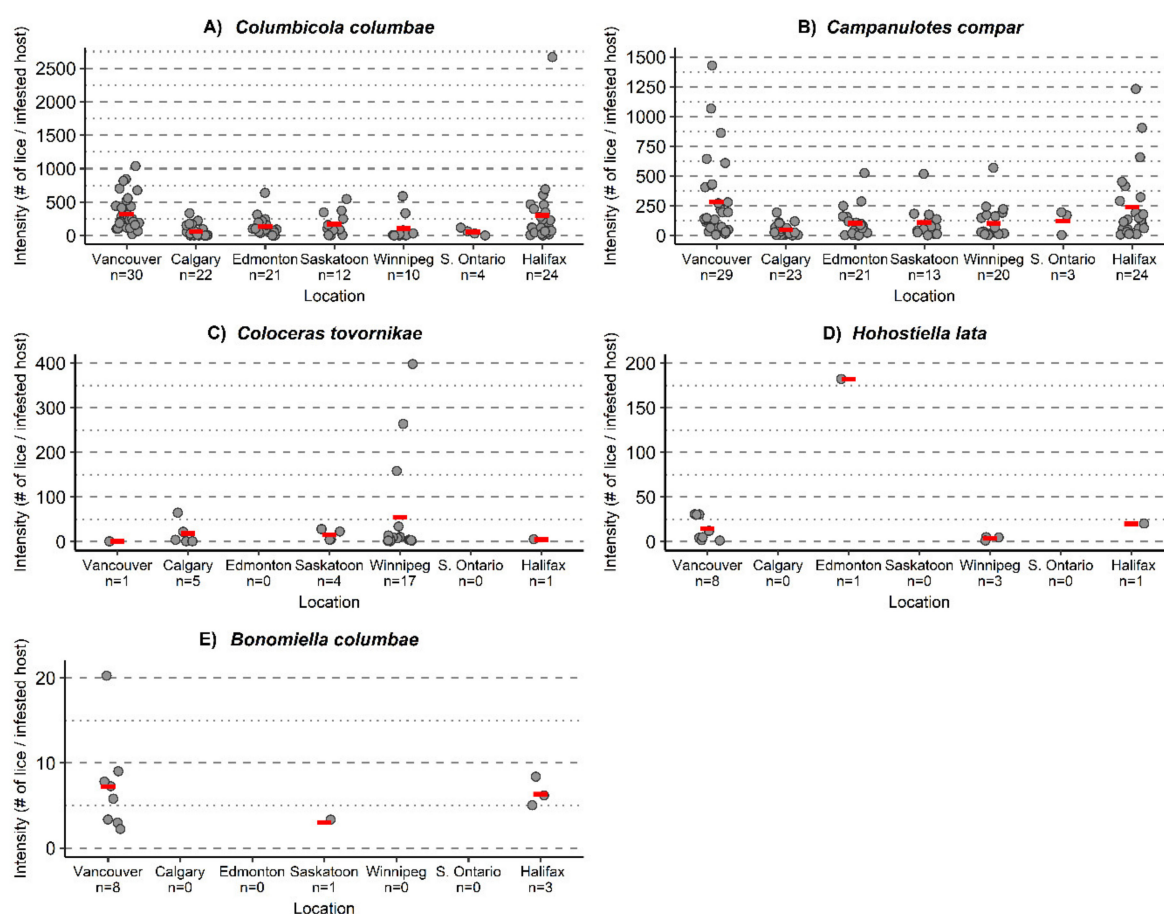 A) Columbicola columbae
Intensity (# of lice / infested host)
2500
2000
1500
1000
500
0
Vancouver Calgary Edmonton Saskatoon Winnipeg S. Ontario Halifax
n=30 n=22 n=21 n=12 n=10 n=4 n=24
Location
B) Campanulotes compar
Intensity (# of lice / infested host)
1500
1250
1000
750
500
250
0
Vancouver Calgary Edmonton Saskatoon Winnipeg S. Ontario Halifax
n=29 n=23 n=21 n=13 n=20 n=3 n=24
Location
C) Coloceras tovornikae
Intensity (# of lice / infested host)
400
300
200
100
0
Vancouver Calgary Edmonton Saskatoon Winnipeg S. Ontario Halifax
n=1 n=5 n=0 n=4 n=17 n=0 n=1
Location
D) Hohostiella lata
Intensity (# of lice / infested host)
200
150
100
50
0
Vancouver Calgary Edmonton Saskatoon Winnipeg S. Ontario Halifax
n=8 n=0 n=1 n=0 n=3 n=0 n=1
Location
E) Bonomiella columbae
Intensity (# of lice / infested host)
20
10
0
Vancouver Calgary Edmonton Saskatoon Winnipeg S. Ontario Halifax
n=8 n=0 n=0 n=1 n=0 n=0 n=3
Location